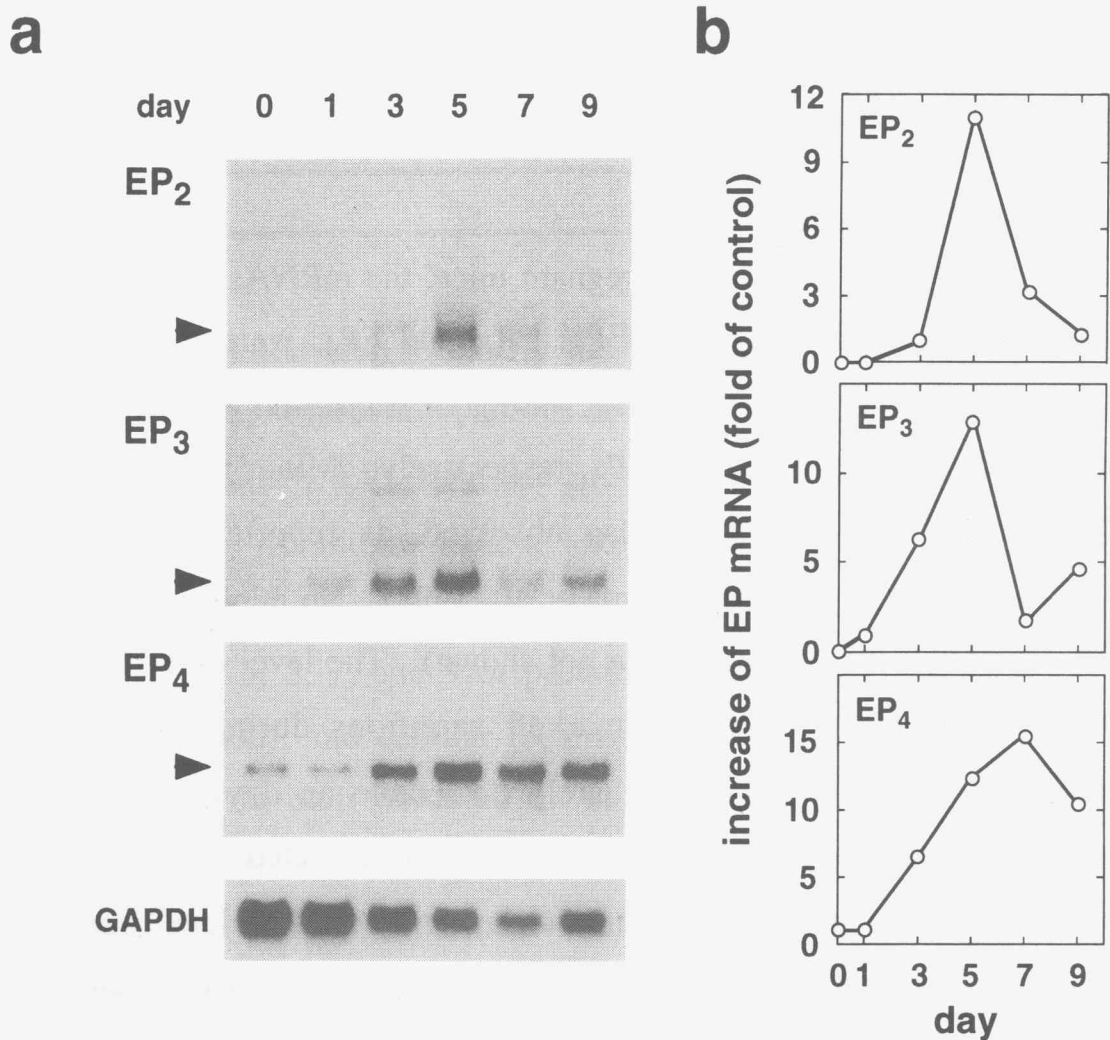 a
day 0 1 3 5 7 9
EP2
EP3
EP4
GAPDH
b
increase of EP mRNA (fold of control)
12
9
6
3
0
EP2
10
5
0
EP3
15
10
5
0
EP4
0 1 3 5 7 9
day